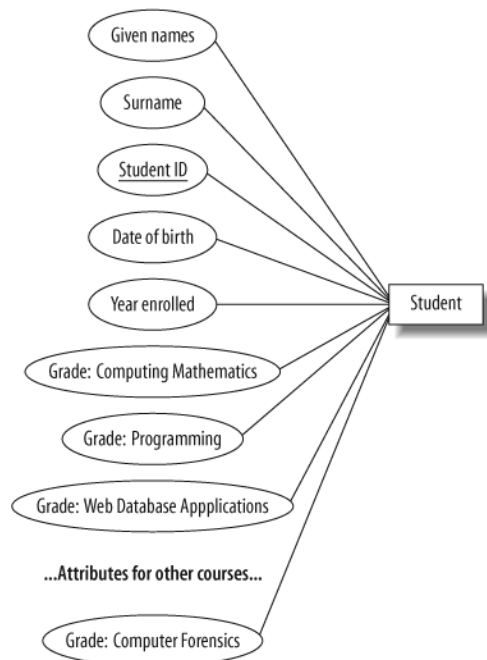 Given names
Surname
Student ID
Date of birth
Year enrolled
Student
Grade: Computing Mathematics
Grade: Programming
Grade: Web Database Appplications
...Attributes for other courses...
Grade: Computer Forensics